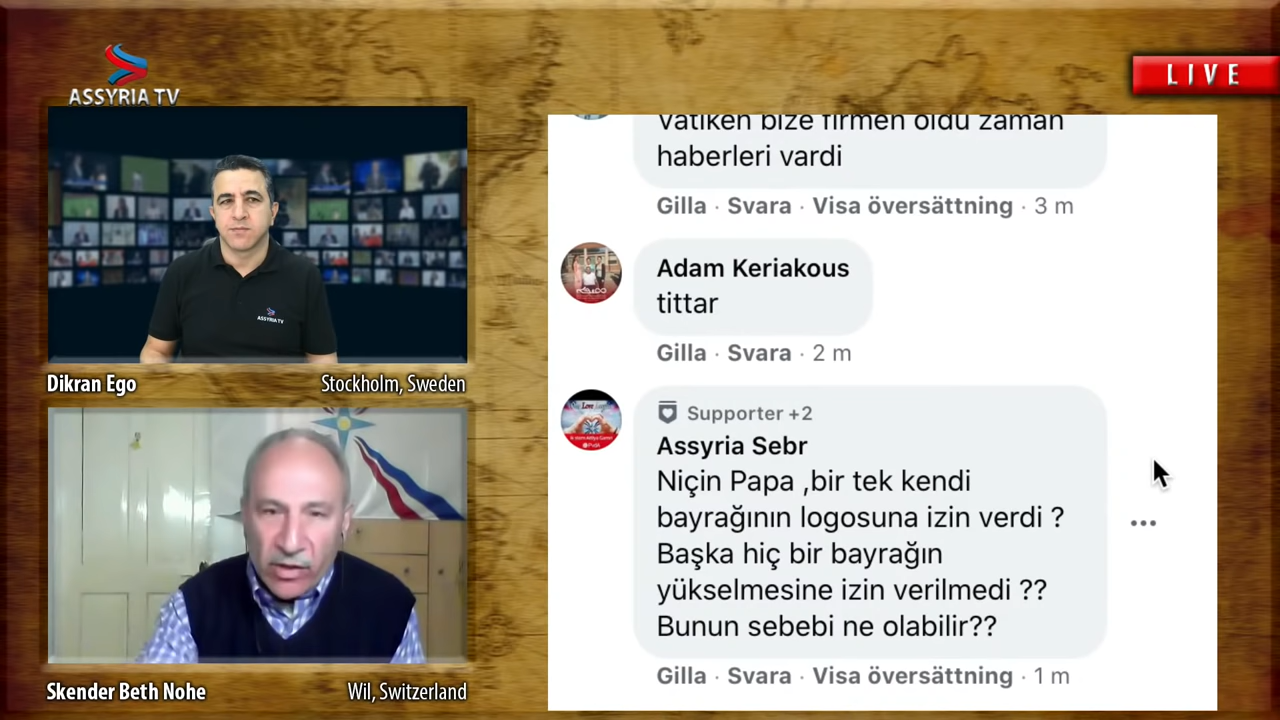 ASSYRIA TV
LIVE
ASSYRIA TV
Dikran Ego
Stockholm, Sweden
Skender Beth Nohe
Wil, Switzerland
Vatiken bize firmen oldu zaman
haberleri vardi
Gilla · Svara · Visa översättning · 3 m
Adam Keriakous
tittar
Gilla · Svara · 2 m
Supporter +2
Assyria Sebr
Niçin Papa ,bir tek kendi
bayrağının logosuna izin verdi ?
Başka hiç bir bayrağın
yükselmesine izin verilmedi ??
Bunun sebebi ne olabilir??
Gilla · Svara · Visa översättning · 1 m